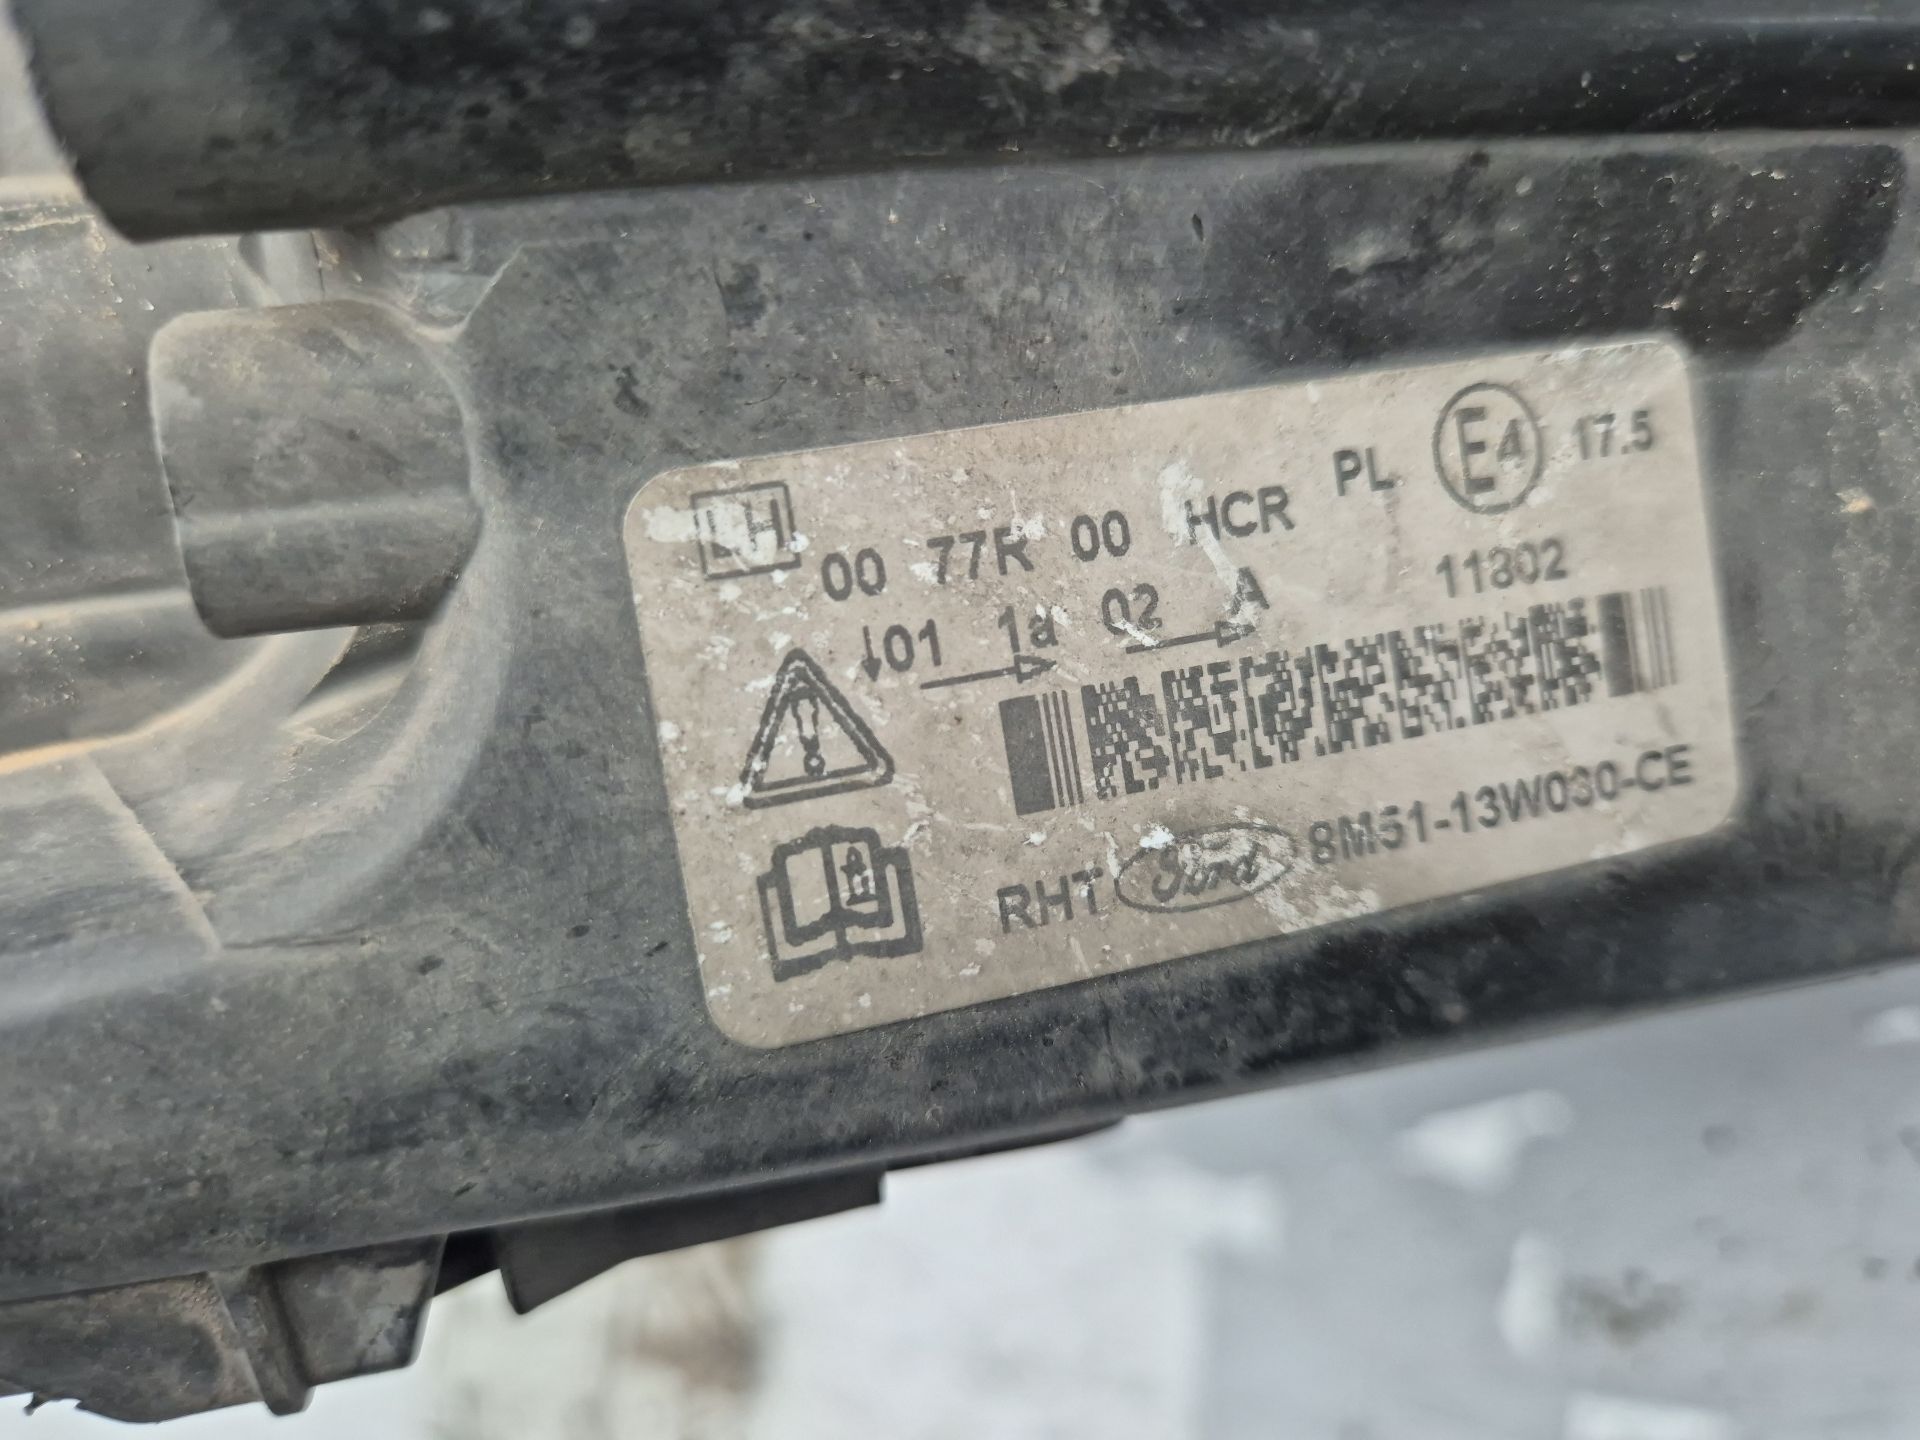 LH 00 77R 00 HCR PL E4 17.5
↓01 1a 02 A 11802
RHT Ford 8M51-13W030-CE